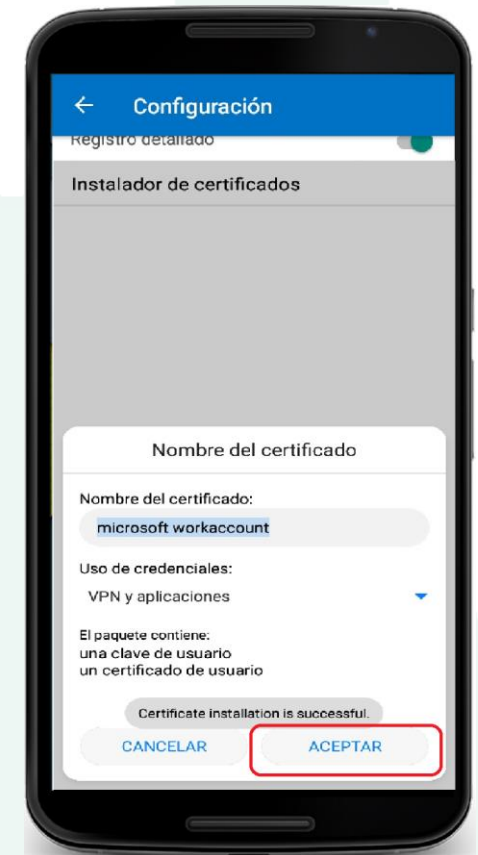 Configuración
Registro detallado
Instalador de certificados
Nombre del certificado
Nombre del certificado:
microsoft workaccount
Uso de credenciales:
VPN y aplicaciones
El paquete contiene:
una clave de usuario
un certificado de usuario
Certificate installation is successful.
CANCELAR ACEPTAR